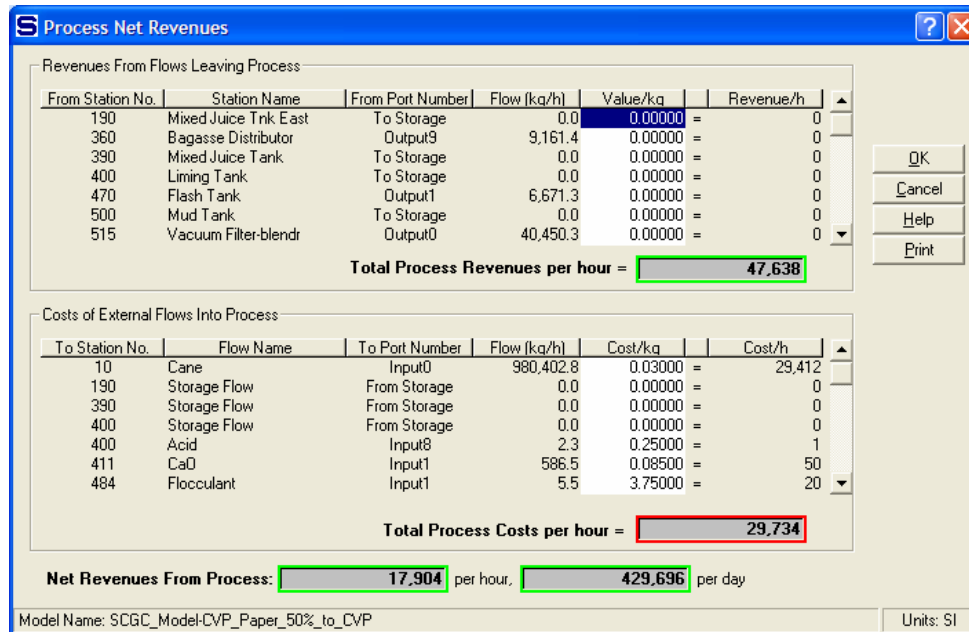 Process Net Revenues
Revenues From Flows Leaving Process
From Station No. Station Name From Port Number Flow (kg/h) Value/kg Revenue/h
190 Mixed Juice Tnk East To Storage 0.0 0.00000 = 0
360 Bagasse Distributor Output9 9,161.4 0.00000 = 0
390 Mixed Juice Tank To Storage 0.0 0.00000 = 0
400 Liming Tank To Storage 0.0 0.00000 = 0
470 Flash Tank Output1 6,671.3 0.00000 = 0
500 Mud Tank To Storage 0.0 0.00000 = 0
515 Vacuum Filter-blendr Output0 40,450.3 0.00000 = 0
Total Process Revenues per hour = 47,638
OK
Cancel
Help
Print
Costs of External Flows Into Process
To Station No. Flow Name To Port Number Flow (kg/h) Cost/kg Cost/h
10 Cane Input0 980,402.8 0.03000 = 29,412
190 Storage Flow From Storage 0.0 0.00000 = 0
390 Storage Flow From Storage 0.0 0.00000 = 0
400 Storage Flow From Storage 0.0 0.00000 = 0
400 Acid Input8 2.3 0.25000 = 1
411 CaO Input1 586.5 0.08500 = 50
484 Flocculant Input1 5.5 3.75000 = 20
Total Process Costs per hour = 29,734
Net Revenues From Process: 17,904 per hour, 429,696 per day
Model Name: SCGC_Model-CVP_Paper_50%_to_CVP Units: SI